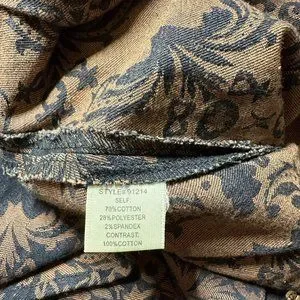 STYLE#91214
SELF:
70%COTTON
28%POLYESTER
2%SPANDEX
CONTRAST:
100%COTTON